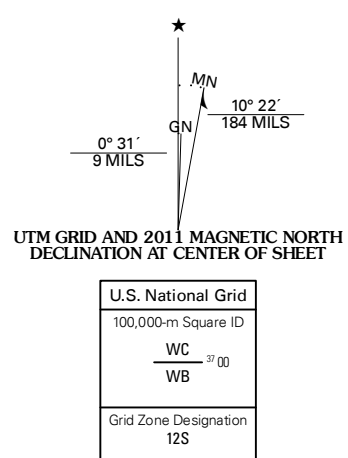 ★
MN
GN
10° 22´
184 MILS
0° 31´
9 MILS
UTM GRID AND 2011 MAGNETIC NORTH
DECLINATION AT CENTER OF SHEET
U.S. National Grid
100,000-m Square ID
WC
37 00
WB
Grid Zone Designation
12S